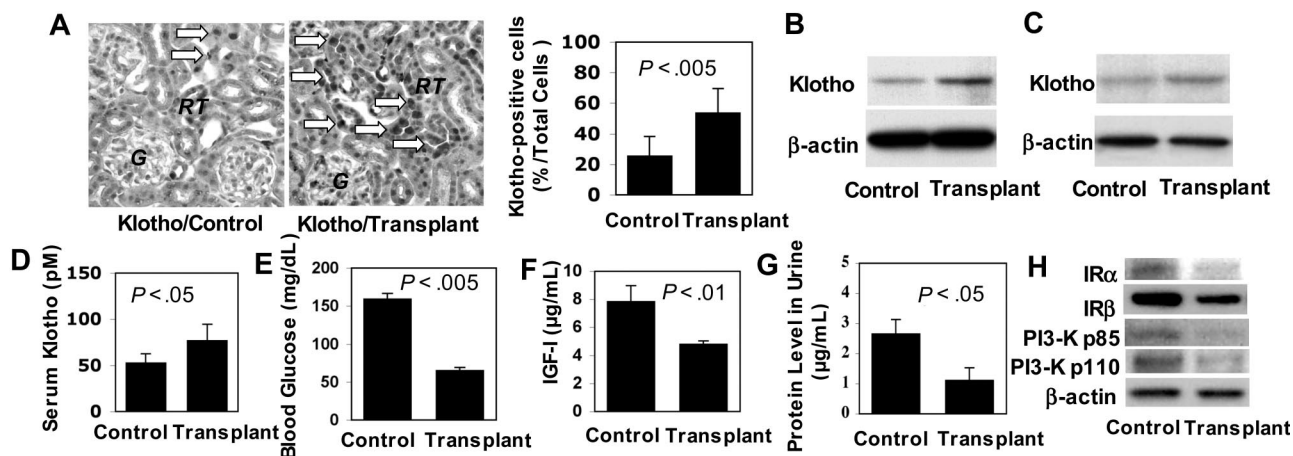 A
RT
G
Klotho/Control
RT
G
Klotho/Transplant
Klotho-positive cells
(% /Total Cells)
100
80
60
40
20
0
P < .005
Control Transplant
B
Klotho
β-actin
Control Transplant
C
Klotho
β-actin
Control Transplant
D
Serum Klotho (pM)
150
100
50
0
P < .05
Control Transplant
E
Blood Glucose (mg/dL)
200
150
100
50
0
P < .005
Control Transplant
F
IGF-I (µg/mL)
8
6
4
2
0
P < .01
Control Transplant
G
Protein Level in Urine
(µg/mL)
5
4
3
2
1
0
P < .05
Control Transplant
H
IRα
IRβ
PI3-K p85
PI3-K p110
β-actin
Control Transplant